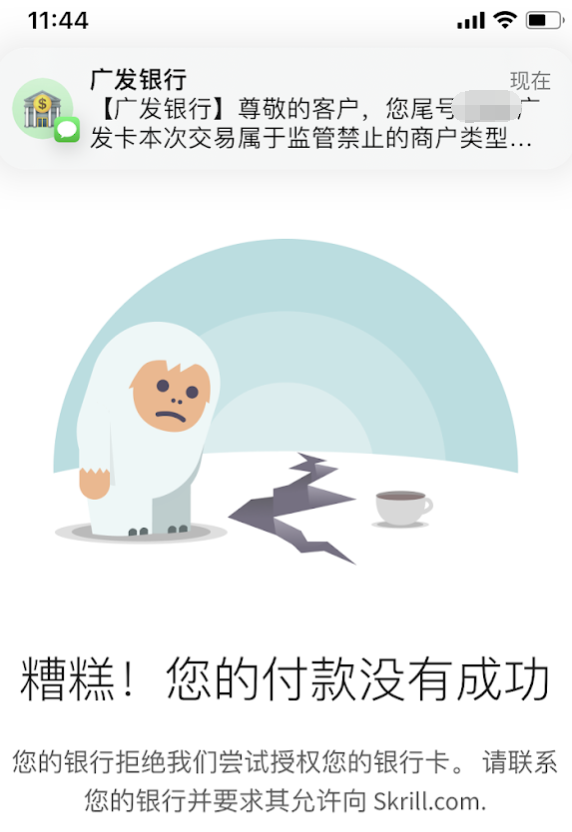 11:44
广发银行
现在
【广发银行】尊敬的客户，您尾号 广
发卡本次交易属于监管禁止的商户类型...
糟糕！您的付款没有成功
您的银行拒绝我们尝试授权您的银行卡。 请联系
您的银行并要求其允许向 Skrill.com.